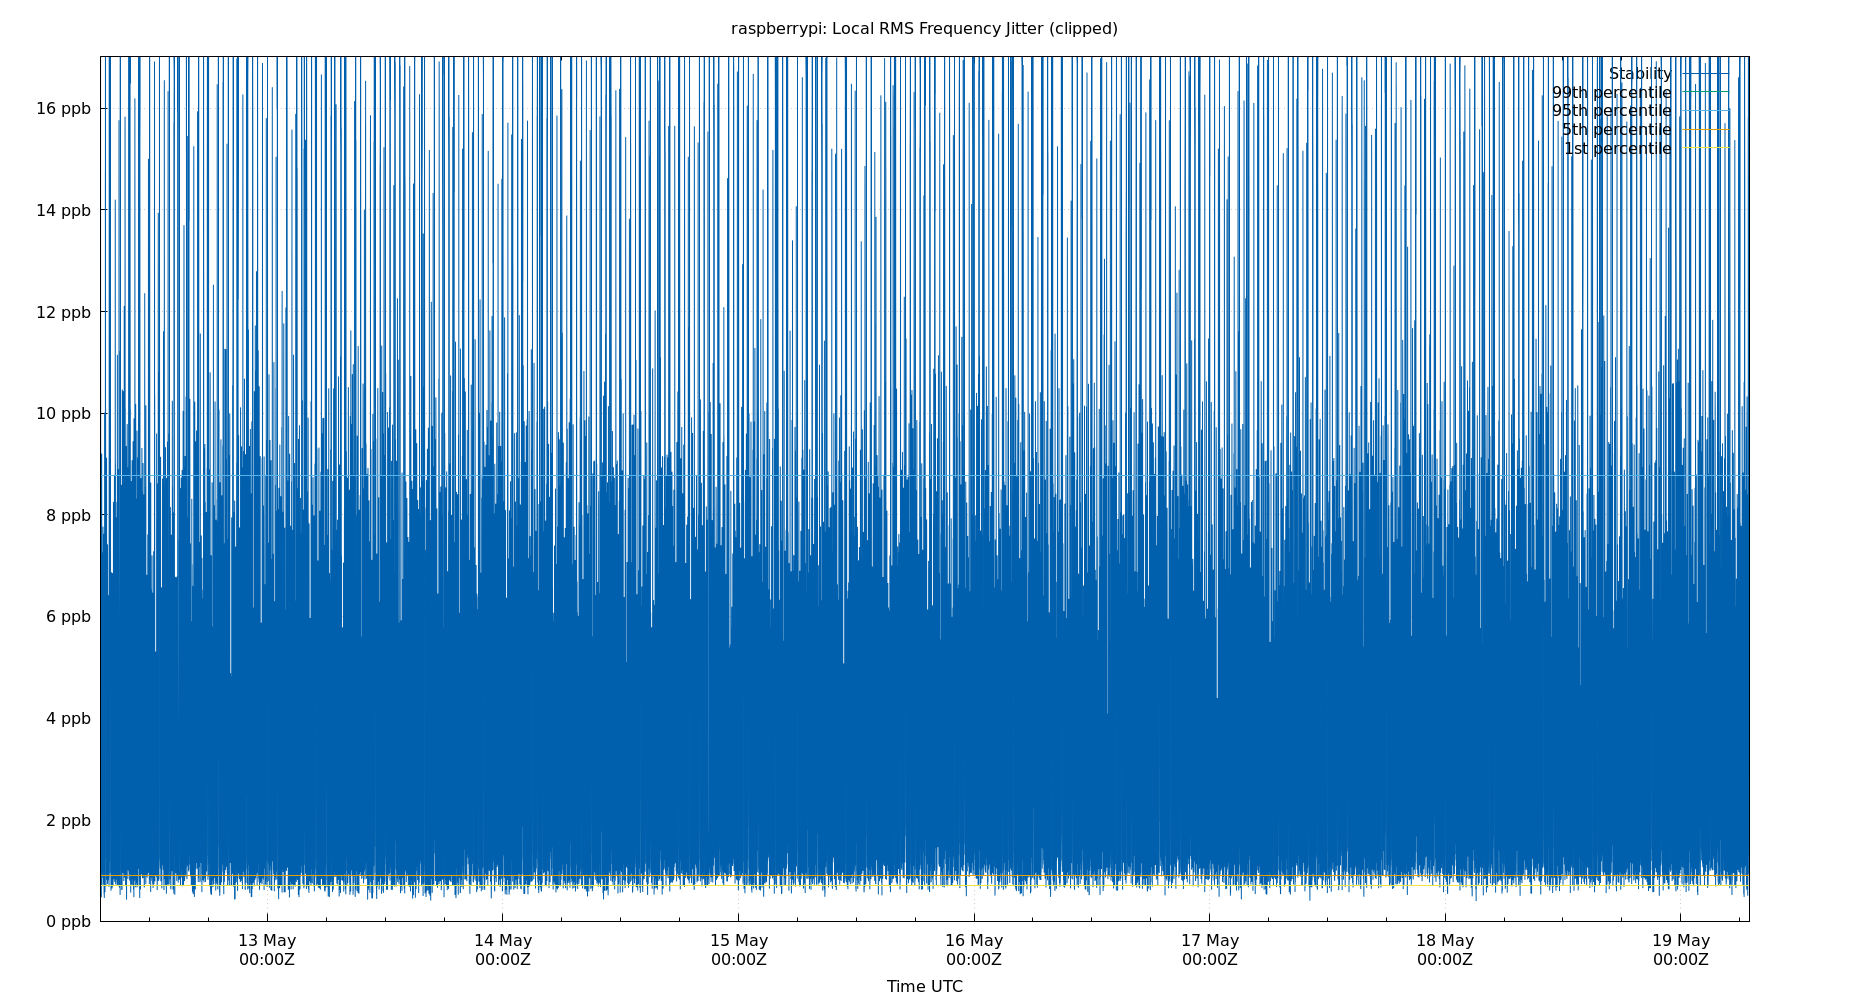 raspberrypi: Local RMS Frequency Jitter (clipped)
Stability
99th percentile
95th percentile
5th percentile
1st percentile
16 ppb
14 ppb
12 ppb
10 ppb
8 ppb
6 ppb
4 ppb
2 ppb
0 ppb
13 May 14 May 15 May 16 May 17 May 18 May 19 May
00:00Z 00:00Z 00:00Z 00:00Z 00:00Z 00:00Z 00:00Z
Time UTC